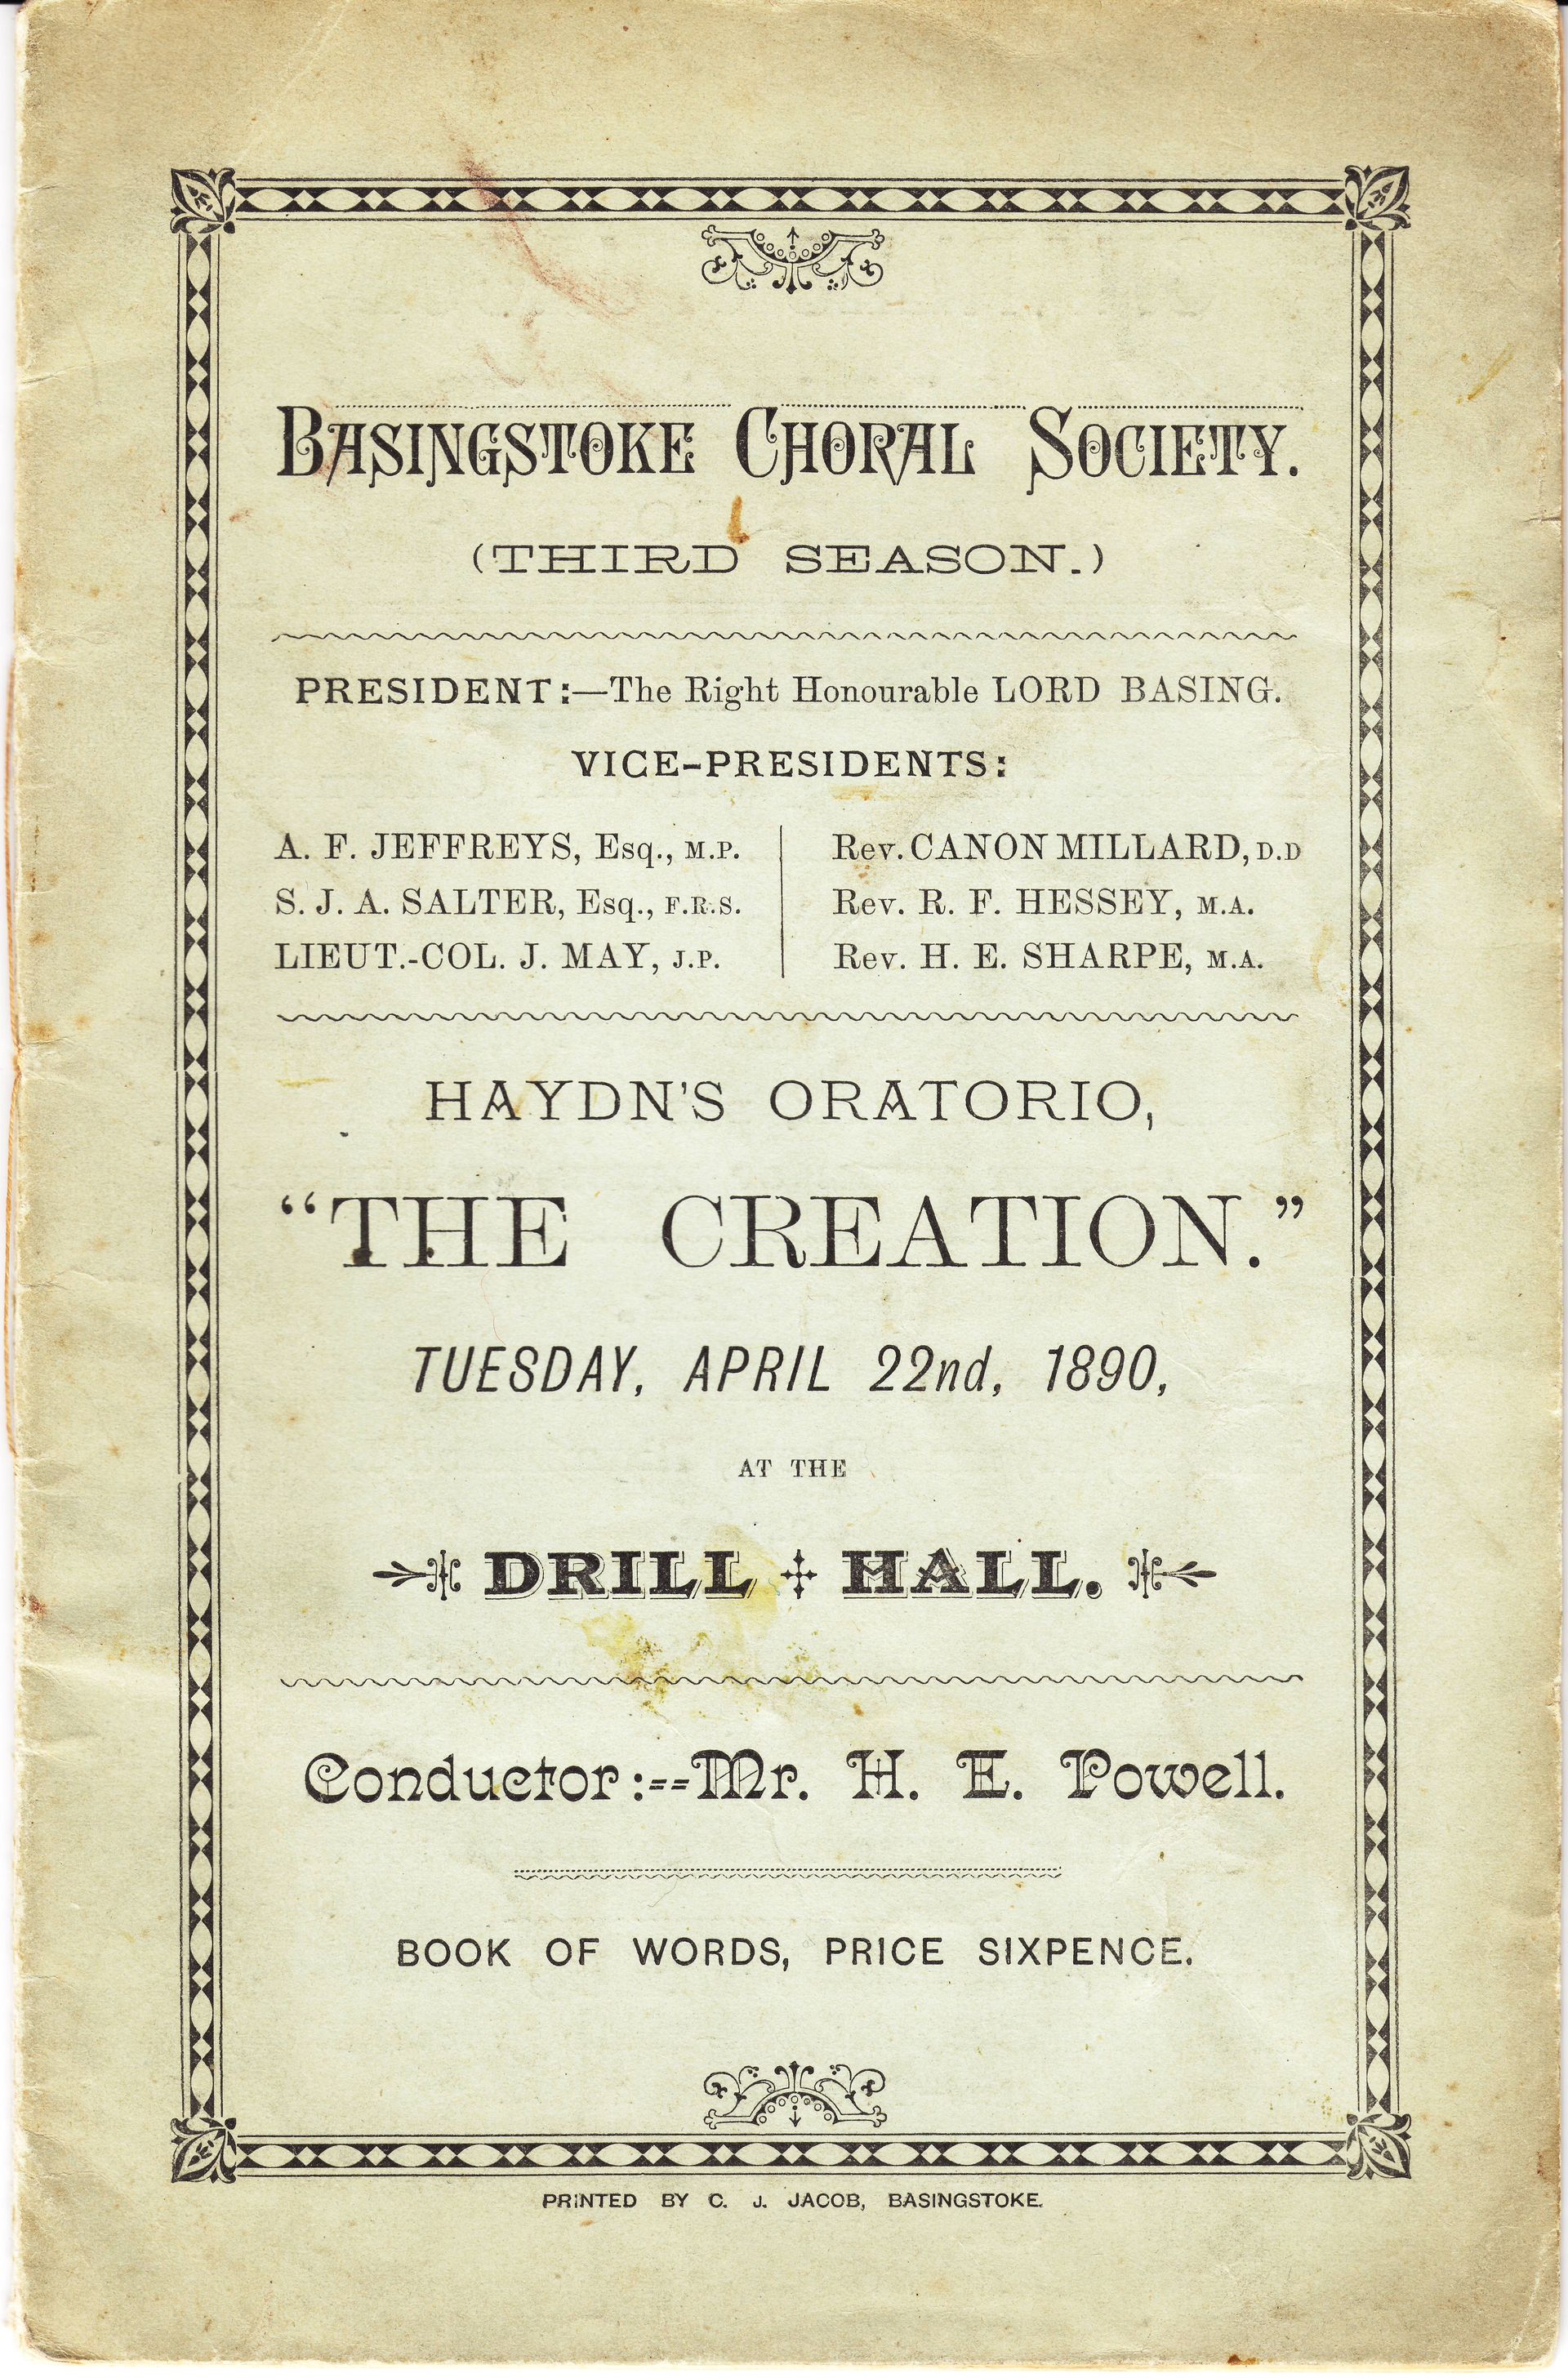 BASINGSTOKE CHORAL SOCIETY.
(THIRD SEASON.)
PRESIDENT:—The Right Honourable LORD BASING.
VICE-PRESIDENTS:
A. F. JEFFREYS, Esq., M.P.
S. J. A. SALTER, Esq., F.R.S.
LIEUT.-COL. J. MAY, J.P.
Rev. CANON MILLARD, D.D
Rev. R. F. HESSEY, M.A.
Rev. H. E. SHARPE, M.A.
HAYDN'S ORATORIO,
“THE CREATION.”
TUESDAY, APRIL 22nd, 1890,
AT THE
DRILL HALL.
Conductor:--Mr. H. E. Powell.
BOOK OF WORDS, PRICE SIXPENCE.
PRINTED BY C. J. JACOB, BASINGSTOKE.